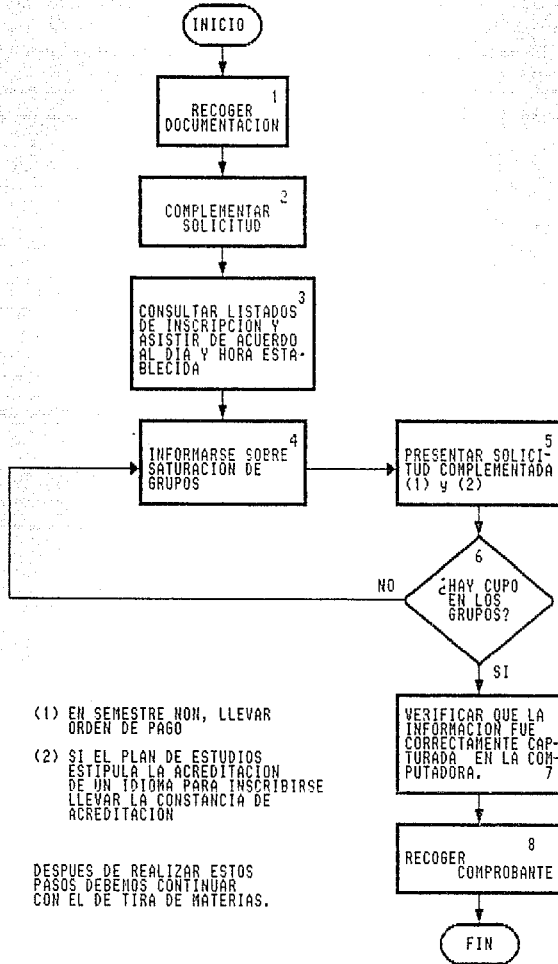 INICIO
1
RECOGER
DOCUMENTACION
2
COMPLEMENTAR
SOLICITUD
3
CONSULTAR LISTADOS
DE INSCRIPCION Y
ASISTIR DE ACUERDO
AL DIA Y HORA ESTA-
BLECIDA
4
INFORMARSE SOBRE
SATURACION DE
GRUPOS
5
PRESENTAR SOLICI-
TUD COMPLEMENTADA
(1) y (2)
6
¿HAY CUPO
EN LOS
GRUPOS?
NO
SI
VERIFICAR QUE LA
INFORMACION FUE
CORRECTAMENTE CAP-
TURADA EN LA COM-
PUTADORA. 7
8
RECOGER
COMPROBANTE
FIN
(1) EN SEMESTRE NON, LLEVAR
ORDEN DE PAGO
(2) SI EL PLAN DE ESTUDIOS
ESTIPULA LA ACREDITACION
DE UN IDIOMA PARA INSCRIBIRSE
LLEVAR LA CONSTANCIA DE
ACREDITACION
DESPUES DE REALIZAR ESTOS
PASOS DEBEMOS CONTINUAR
CON EL DE TIRA DE MATERIAS.